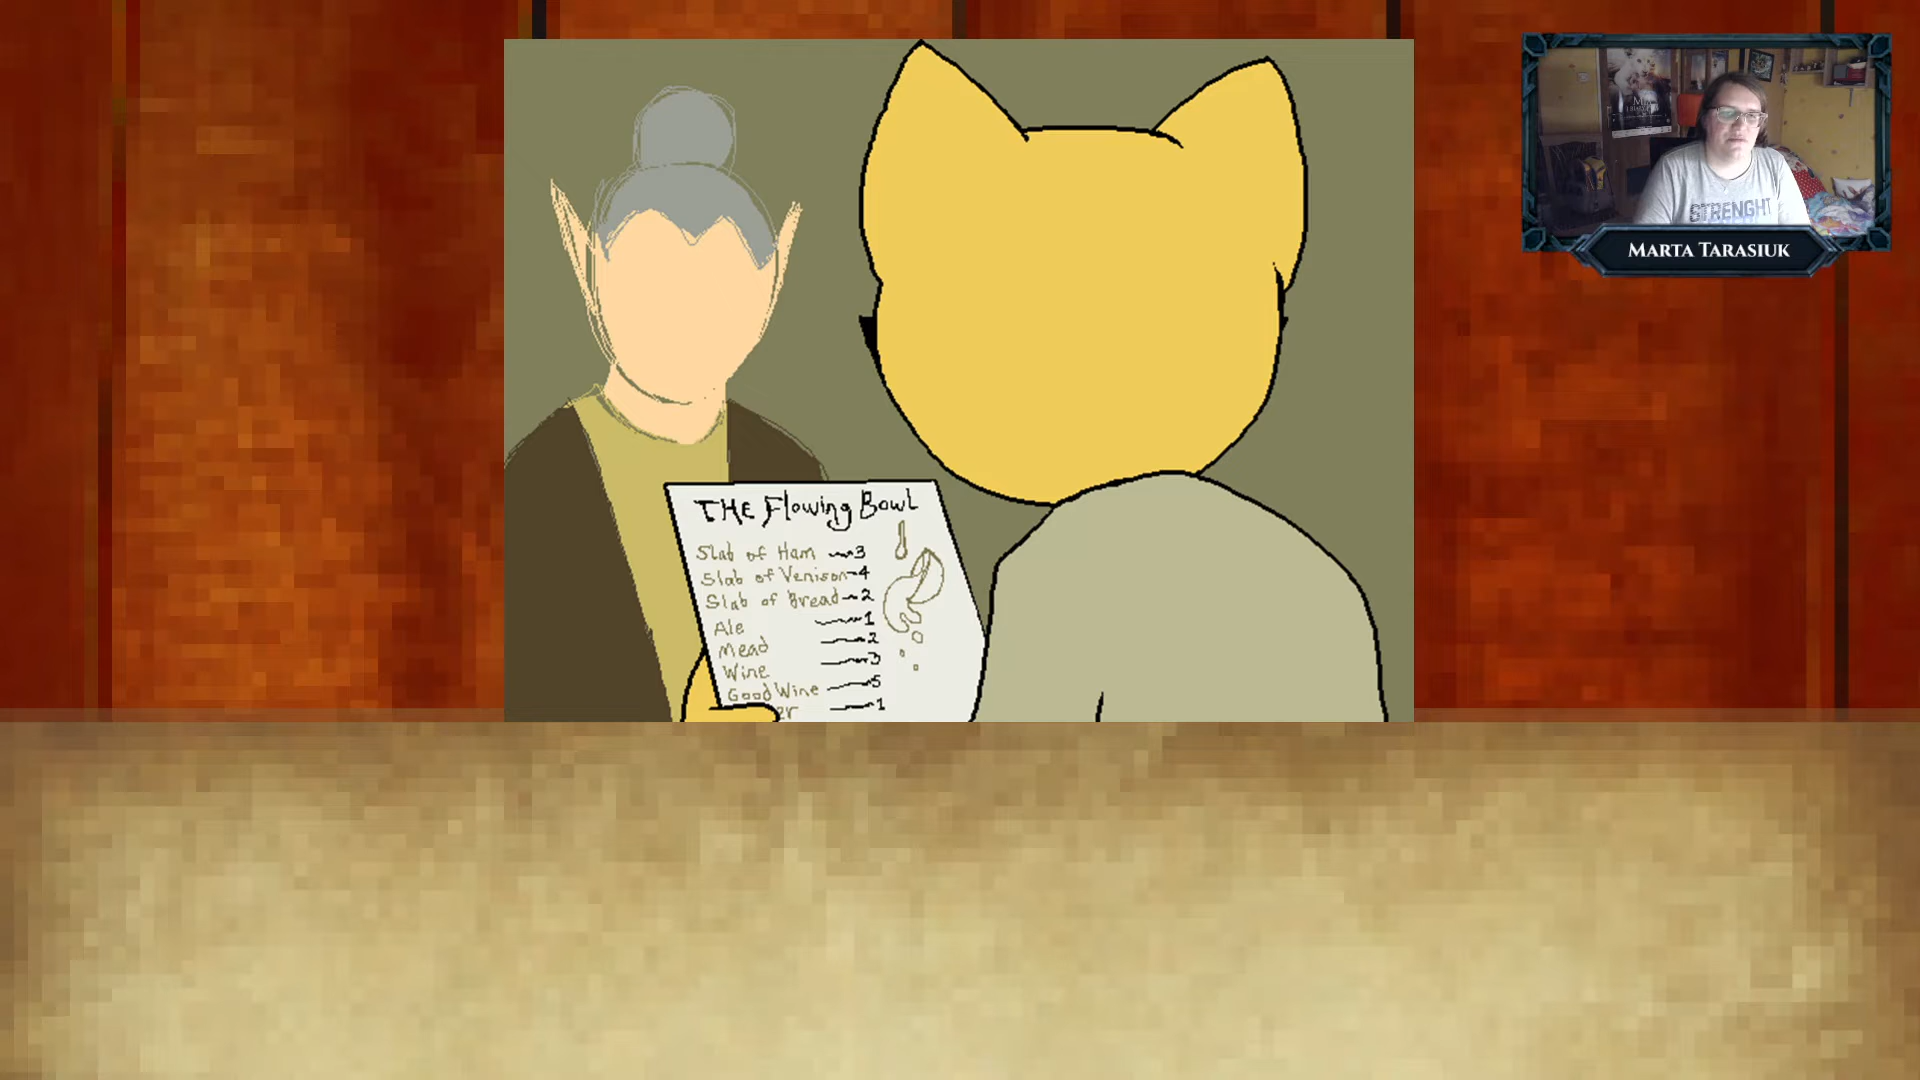 THE Flowing Bowl
Slab of Ham 3
Slab of Venison 4
Slab of Bread 2
Ale 1
Mead 2
Wine 3
Good Wine 5
er 1
STRENGHT
MARTA TARASIUK